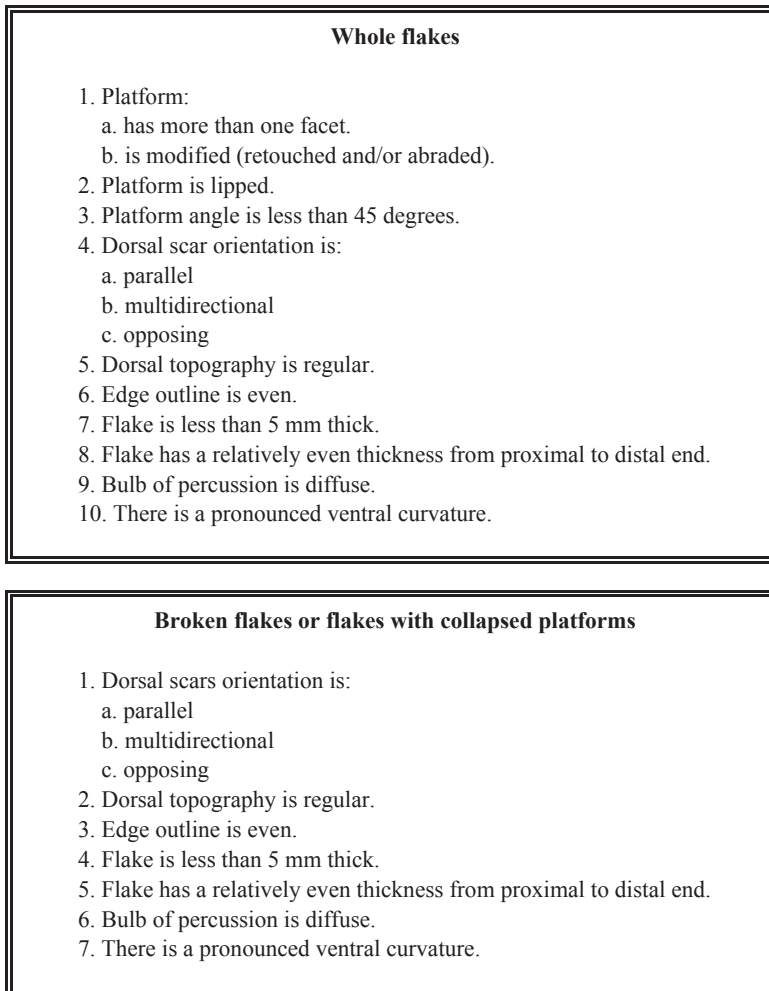 Whole flakes
1. Platform:
a. has more than one facet.
b. is modified (retouched and/or abraded).
2. Platform is lipped.
3. Platform angle is less than 45 degrees.
4. Dorsal scar orientation is:
a. parallel
b. multidirectional
c. opposing
5. Dorsal topography is regular.
6. Edge outline is even.
7. Flake is less than 5 mm thick.
8. Flake has a relatively even thickness from proximal to distal end.
9. Bulb of percussion is diffuse.
10. There is a pronounced ventral curvature.
Broken flakes or flakes with collapsed platforms
1. Dorsal scars orientation is:
a. parallel
b. multidirectional
c. opposing
2. Dorsal topography is regular.
3. Edge outline is even.
4. Flake is less than 5 mm thick.
5. Flake has a relatively even thickness from proximal to distal end.
6. Bulb of percussion is diffuse.
7. There is a pronounced ventral curvature.